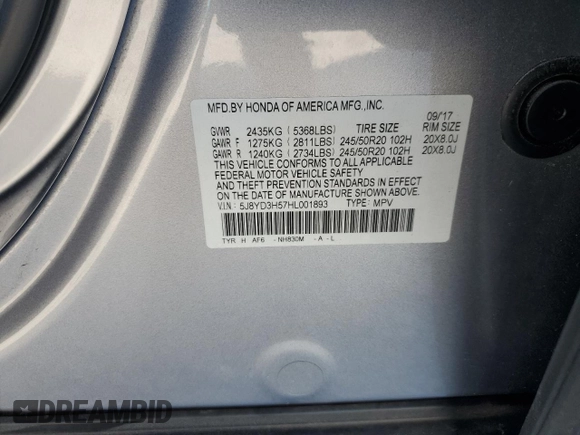 MFD.BY HONDA OF AMERICA MFG.,INC.
09/17
GVWR 2435KG ( 5368LBS) TIRE SIZE RIM SIZE
GAWR F 1275KG ( 2811LBS) 245/50R20 102H 20X8.0J
GAWR R 1240KG ( 2734LBS) 245/50R20 102H 20X8.0J
THIS VEHICLE CONFORMS TO ALL APPLICABLE
FEDERAL MOTOR VEHICLE SAFETY
AND THEFT PREVENTION STANDARDS IN EFFECT
ON THE DATE OF MANUFACTURE SHOWN ABOVE.
V.I.N.: 5J8YD3H57HL001893 TYPE: MPV
TYR .H AF6 - NH830M - A - L
DREAMBID